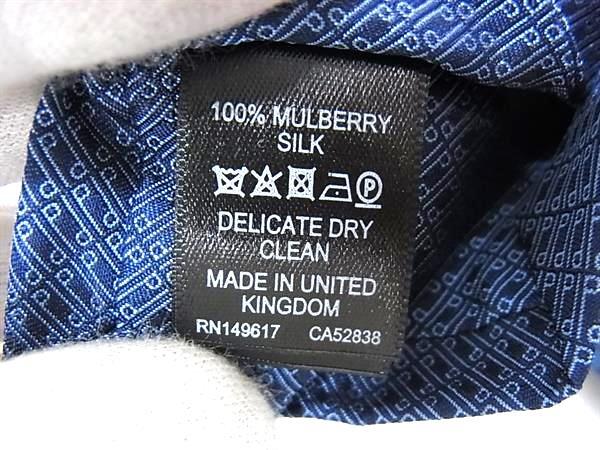 100% MULBERRY
SILK
P
DELICATE DRY
CLEAN
MADE IN UNITED
KINGDOM
RN149617 CA52838